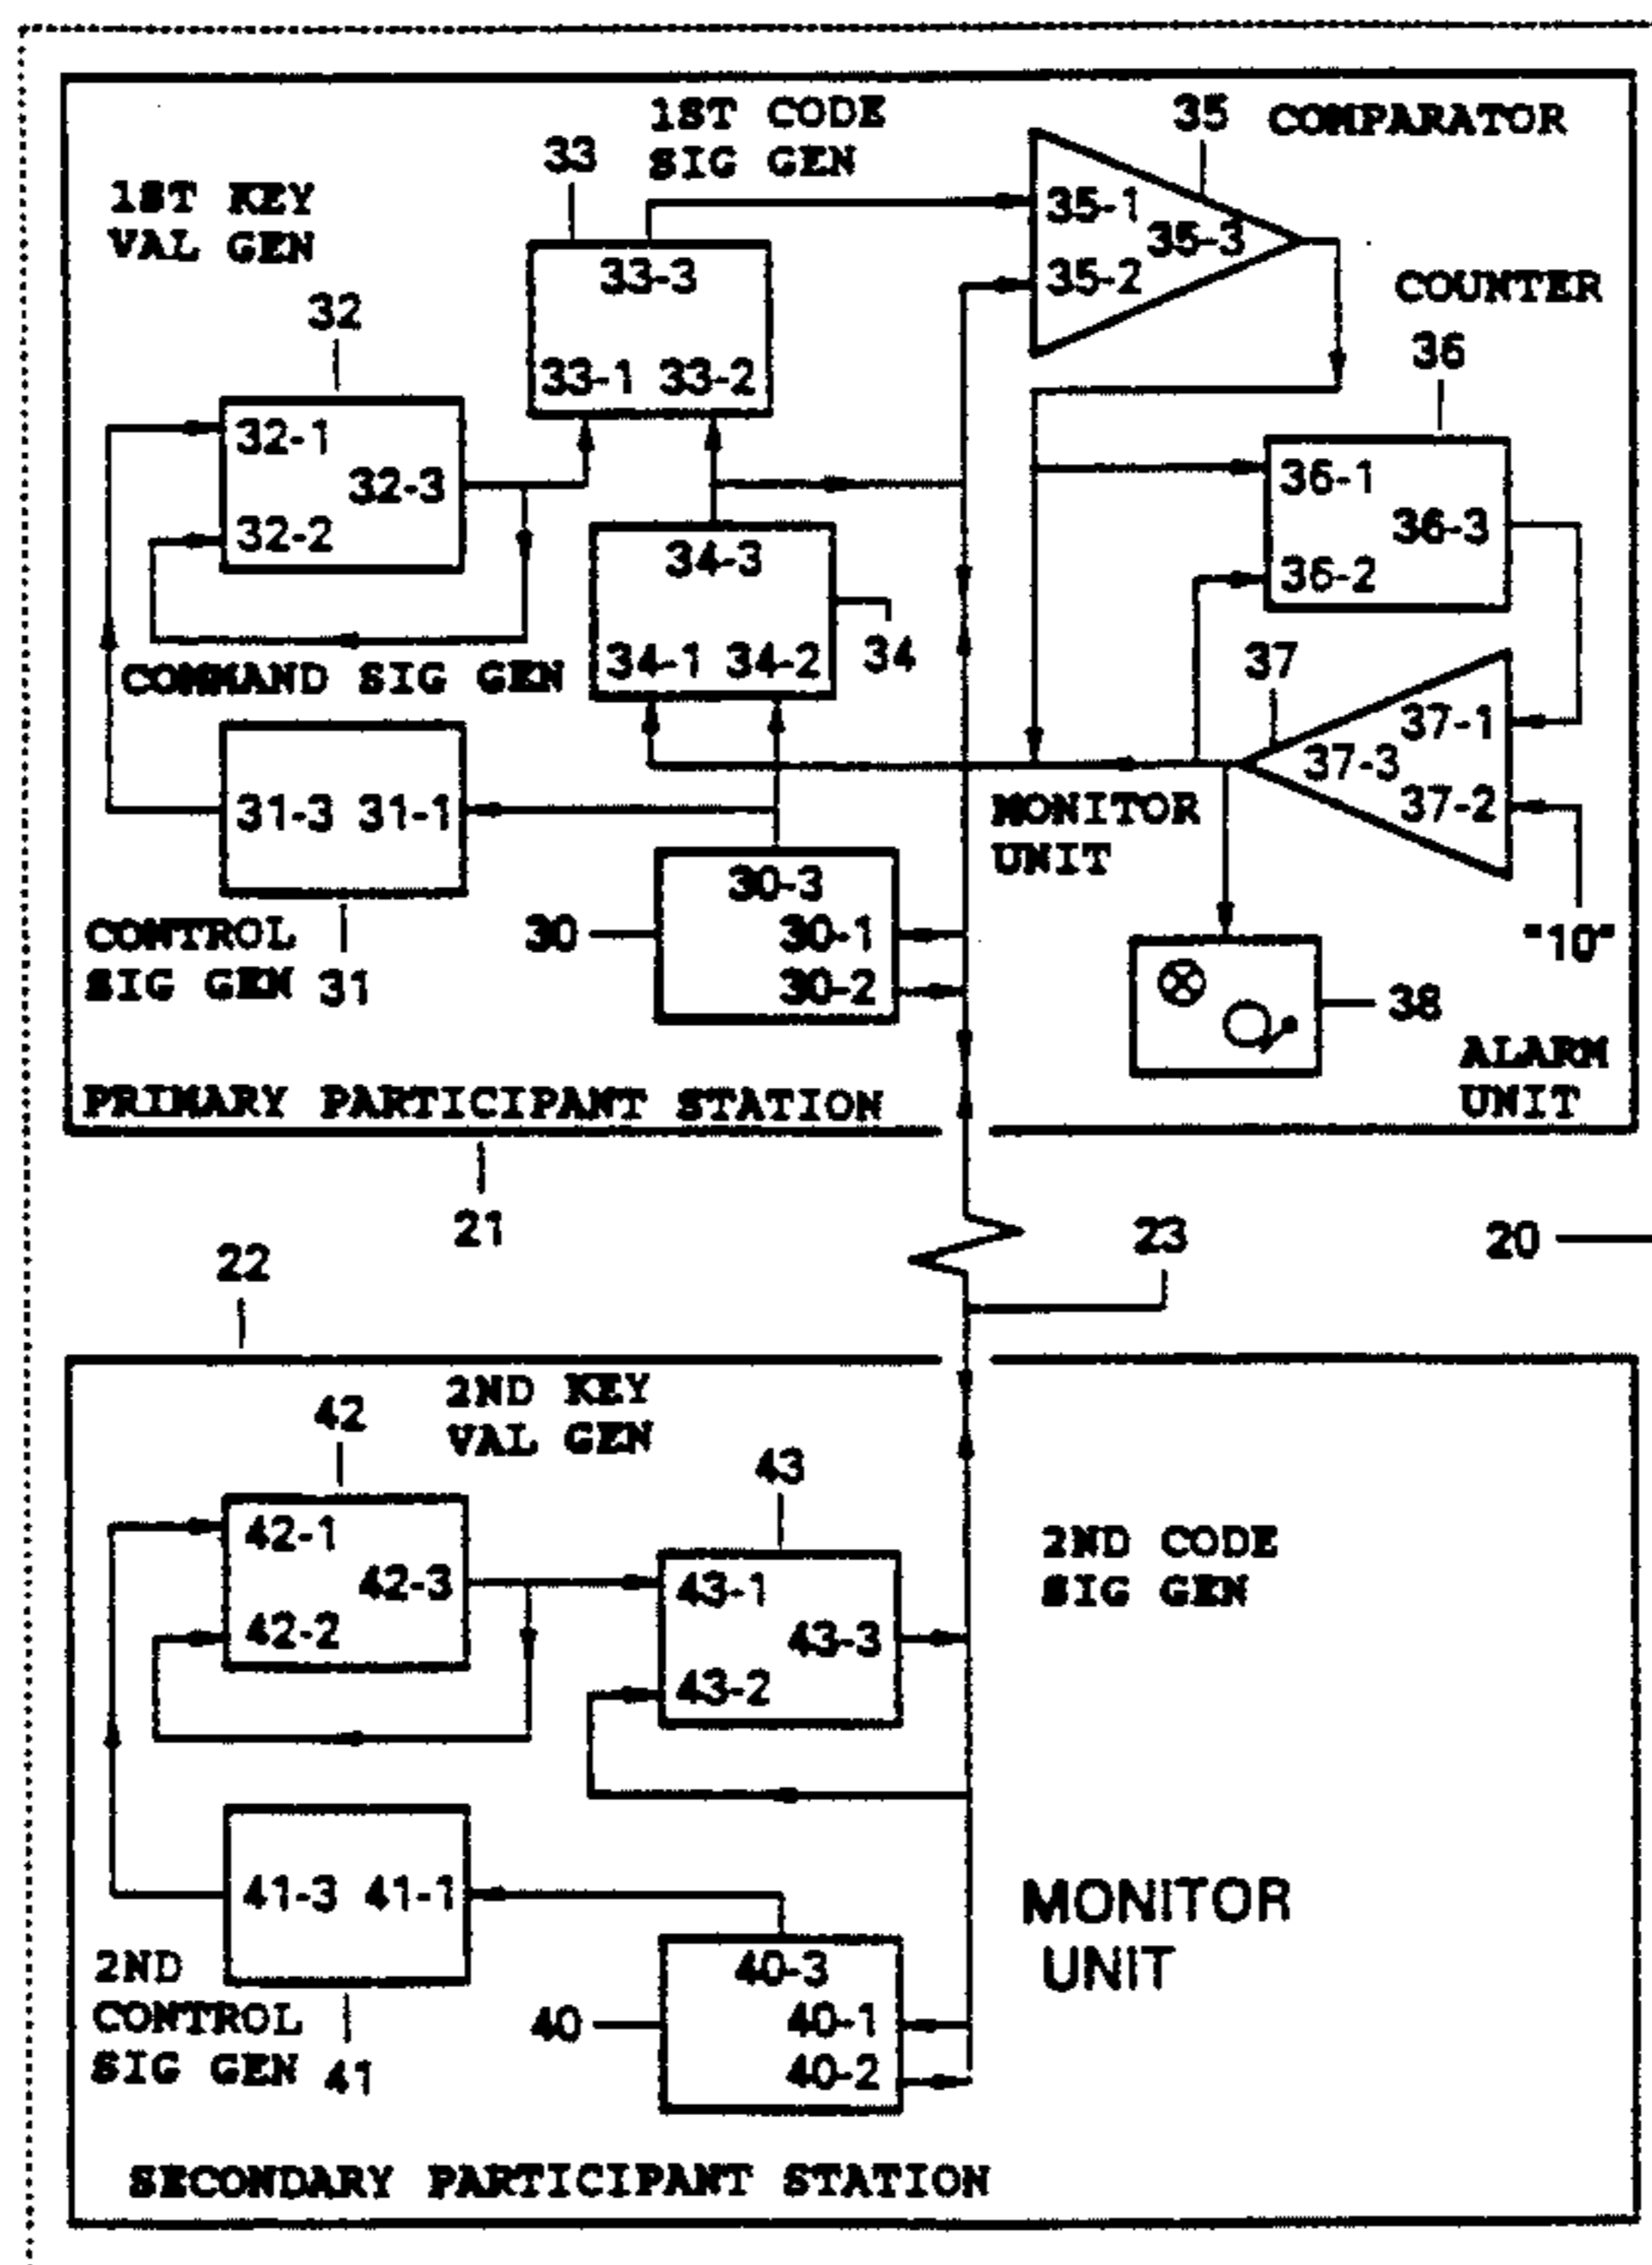 1ST CODE
SIG GEN
33
35
COMPARATOR
1ST KEY
VAL GEN
35-1
35-3
35-2
33-3
33-1 33-2
COUNTER
36
32
32-1
32-3
32-2
36-1
36-3
36-2
34-3
34-1 34-2
34
COMMAND SIG GEN
37
37-1
37-3
37-2
31-3 31-1
MONITOR
UNIT
30-3
30
30-1
30-2
"10"
CONTROL
SIG GEN 31
38
ALARM
UNIT
PRIMARY PARTICIPANT STATION
21
23
20
22
2ND KEY
VAL GEN
42
43
42-1
42-3
42-2
43-1
43-3
43-2
2ND CODE
SIG GEN
41-3 41-1
MONITOR
UNIT
40-3
40
40-1
40-2
2ND
CONTROL
SIG GEN 41
SECONDARY PARTICIPANT STATION